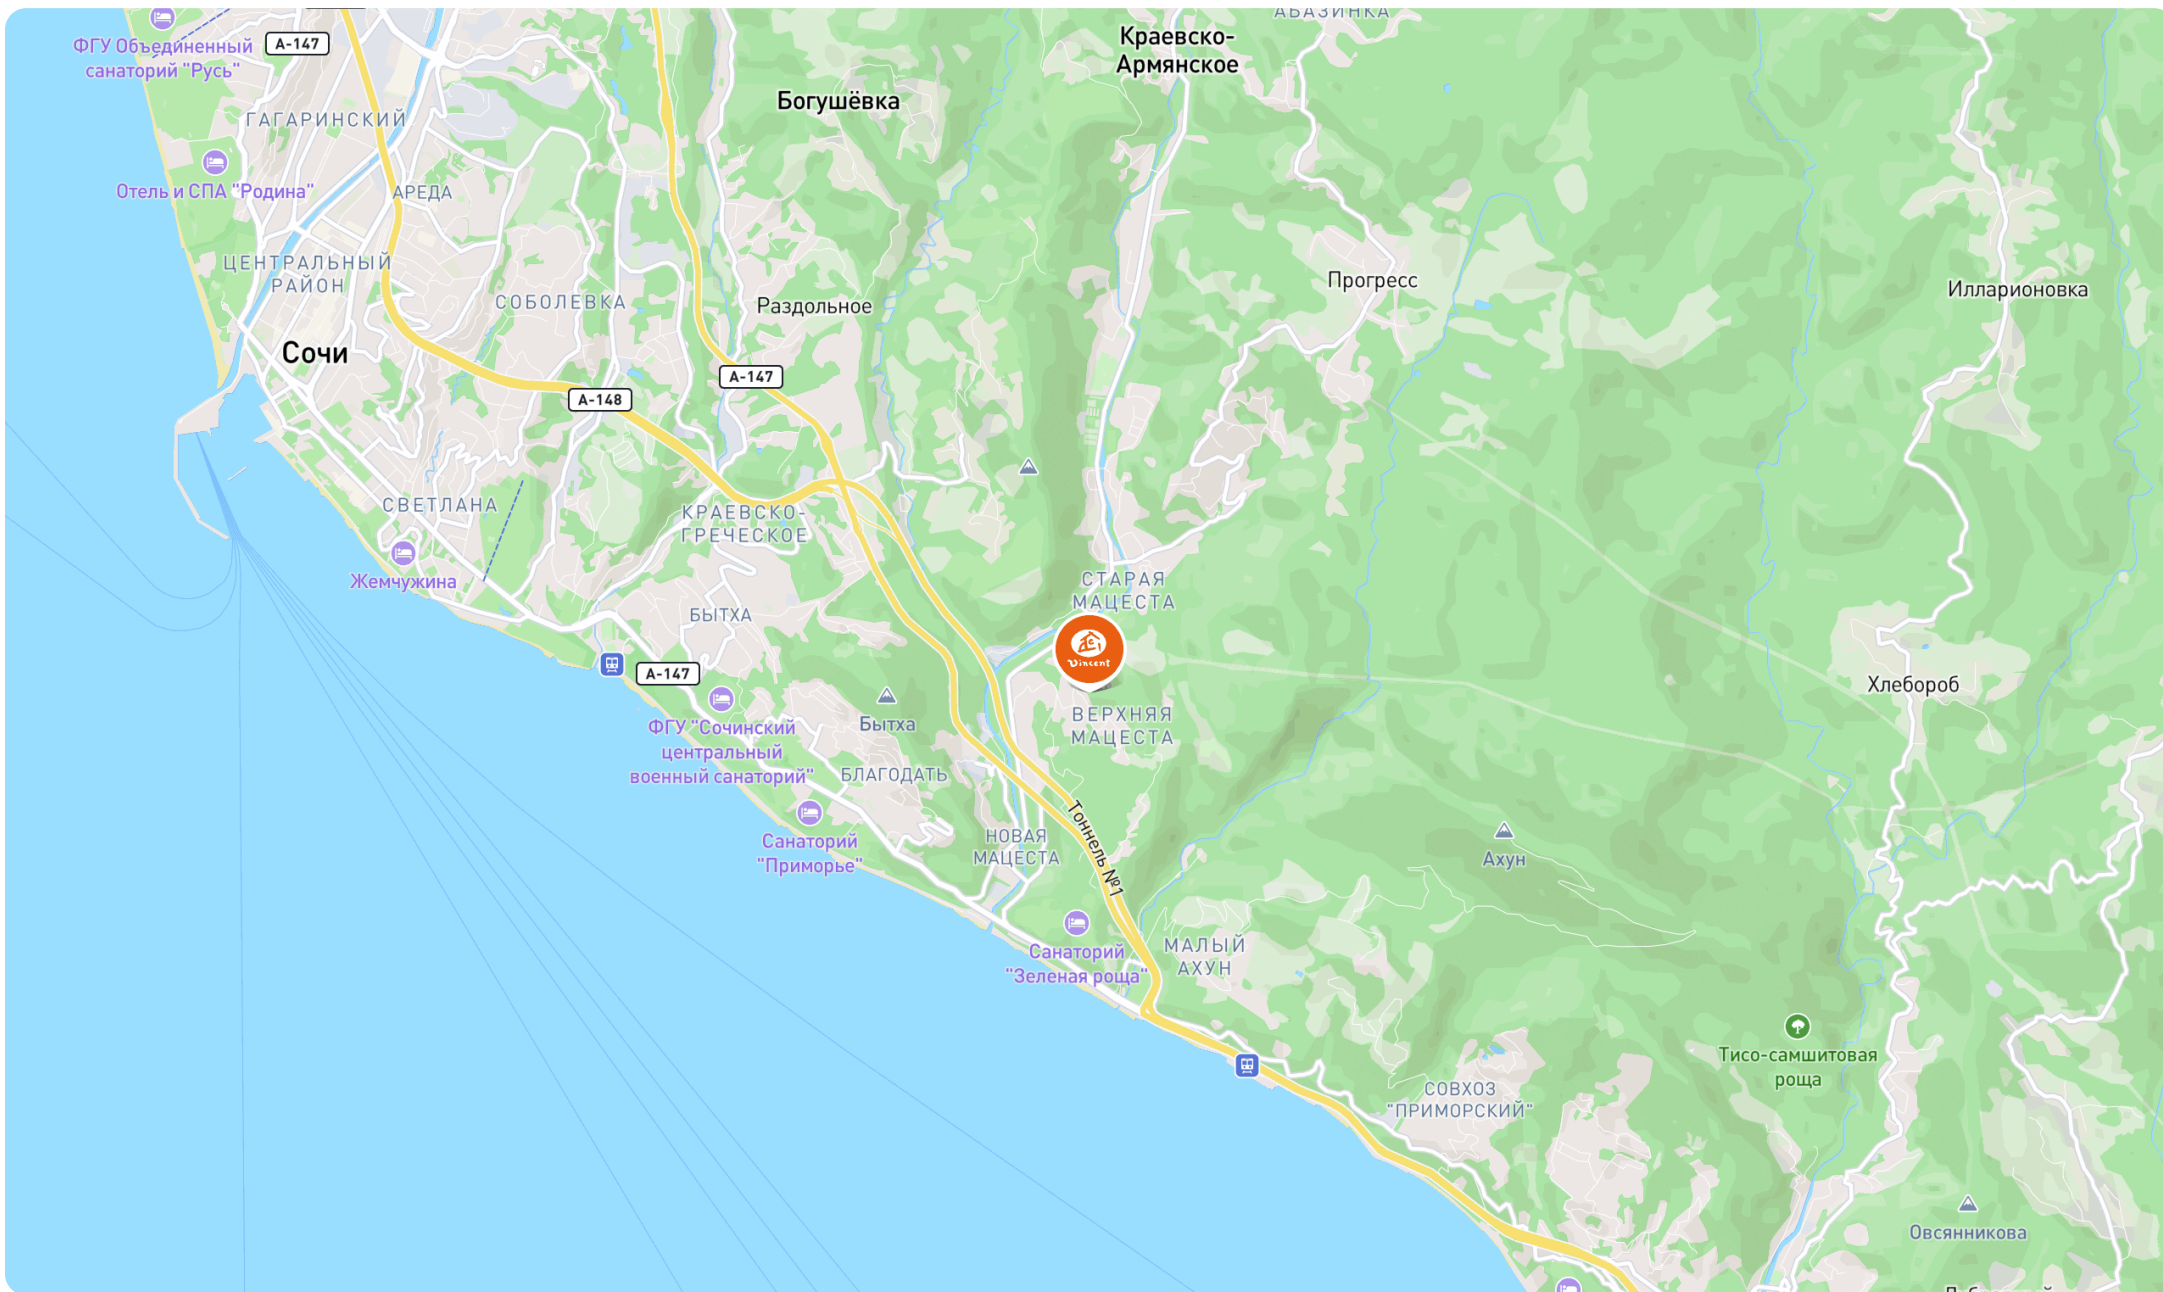 АБАЗИНКА
Краевско-
Армянское
ФГУ Объединенный
санаторий "Русь"
А-147
Богушёвка
ГАГАРИНСКИЙ
Отель и СПА "Родина"
АРЕДА
ЦЕНТРАЛЬНЫЙ
РАЙОН
СОБОЛЕВКА
Раздольное
Прогресс
Илларионовка
Сочи
А-147
А-148
СВЕТЛАНА
КРАЕВСКО-
ГРЕЧЕСКОЕ
Жемчужина
СТАРАЯ
МАЦЕСТА
БЫТХА
Vincent
А-147
Хлебороб
ФГУ "Сочинский
центральный
военный санаторий"
Бытха
ВЕРХНЯЯ
МАЦЕСТА
БЛАГОДАТЬ
Тоннель №1
Санаторий
"Приморье"
НОВАЯ
МАЦЕСТА
Ахун
Санаторий
"Зеленая роща"
МАЛЫЙ
АХУН
Тисо-самшитовая
роща
СОВХОЗ
"ПРИМОРСКИЙ"
Овсянникова